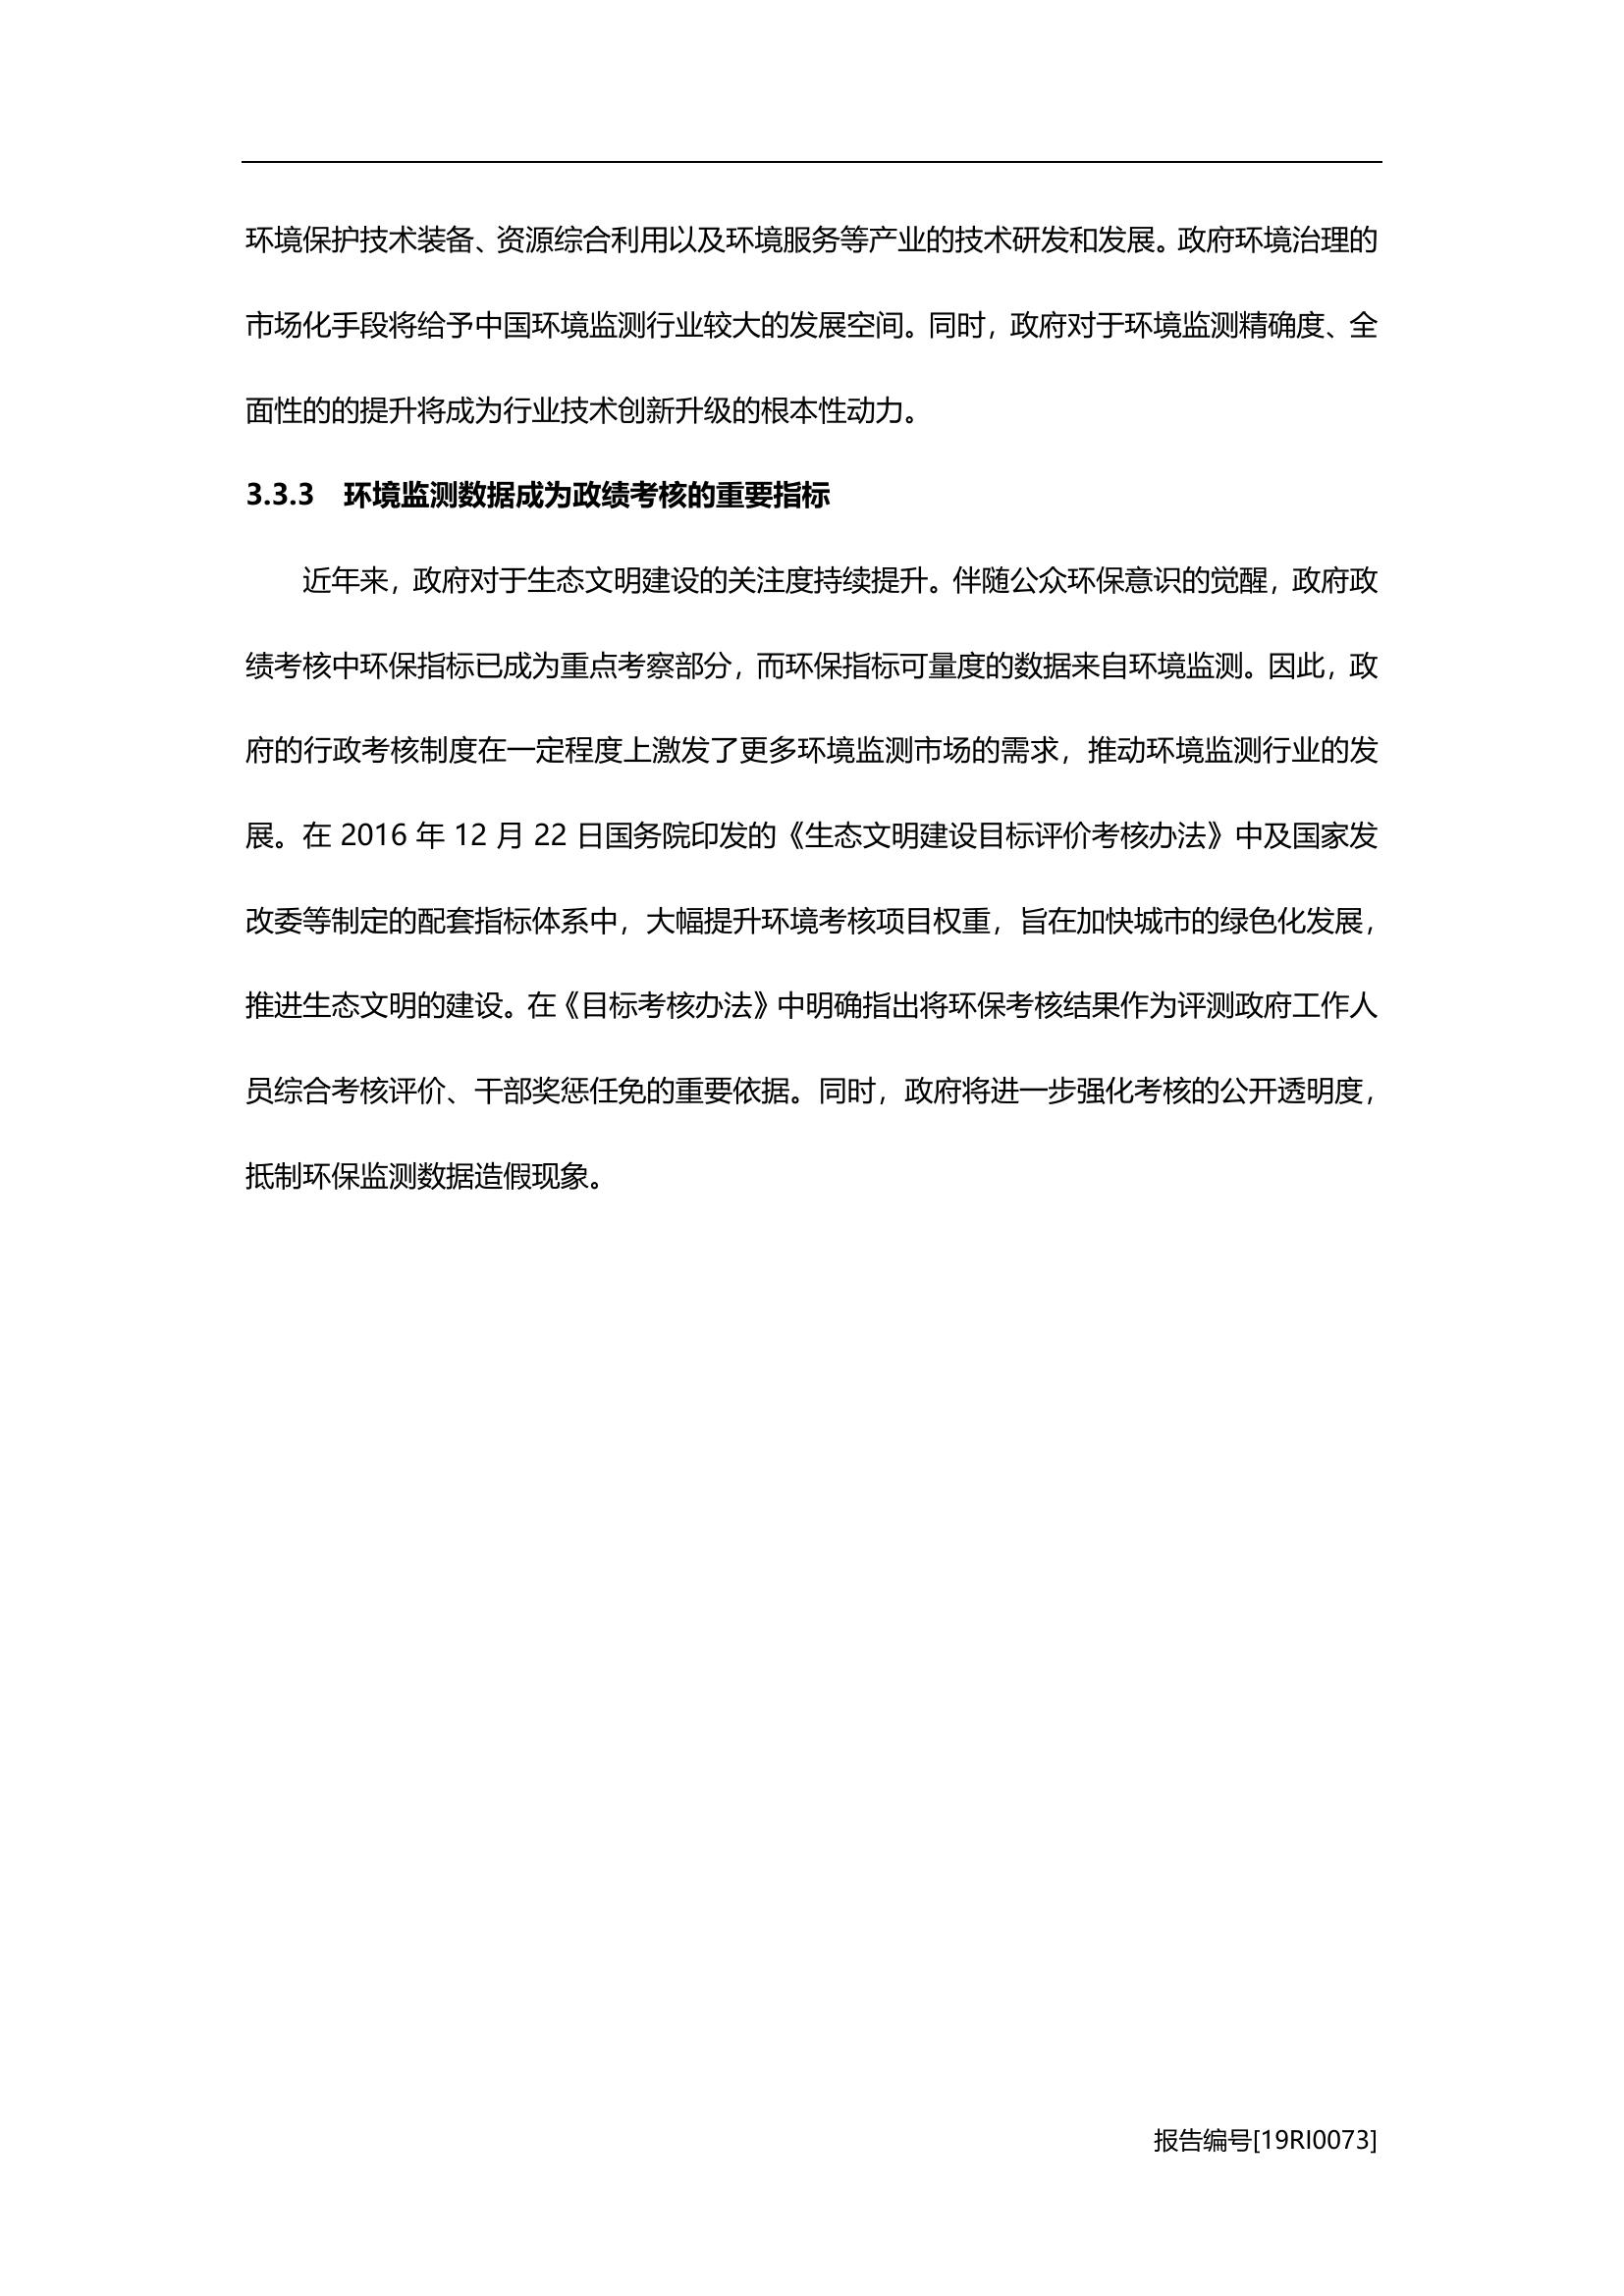 环境保护技术装备、资源综合利用以及环境服务等产业的技术研发和发展。政府环境治理的
市场化手段将给予中国环境监测行业较大的发展空间。同时，政府对于环境监测精确度、全
面性的的提升将成为行业技术创新升级的根本性动力。
3.3.3 环境监测数据成为政绩考核的重要指标
近年来，政府对于生态文明建设的关注度持续提升。伴随公众环保意识的觉醒，政府政
绩考核中环保指标已成为重点考察部分，而环保指标可量度的数据来自环境监测。因此，政
府的行政考核制度在一定程度上激发了更多环境监测市场的需求，推动环境监测行业的发
展。在 2016 年 12 月 22 日国务院印发的《生态文明建设目标评价考核办法》中及国家发
改委等制定的配套指标体系中，大幅提升环境考核项目权重，旨在加快城市的绿色化发展，
推进生态文明的建设。在《目标考核办法》中明确指出将环保考核结果作为评测政府工作人
员综合考核评价、干部奖惩任免的重要依据。同时，政府将进一步强化考核的公开透明度，
抵制环保监测数据造假现象。
报告编号[19RI0073]